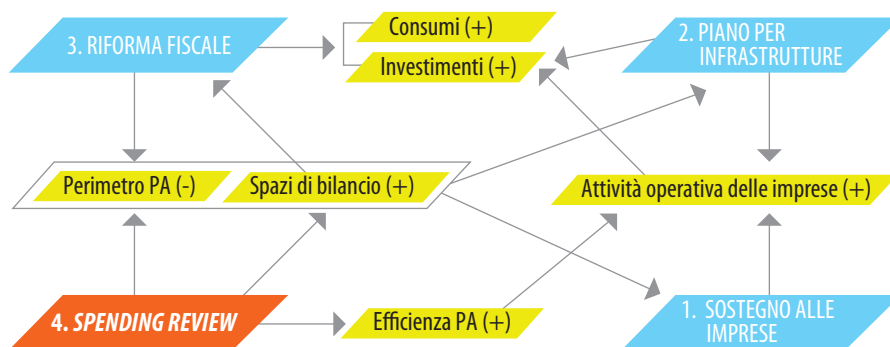 3. RIFORMA FISCALE
Consumi (+)
Investimenti (+)
2. PIANO PER
INFRASTRUTTURE
Perimetro PA (-)
Spazi di bilancio (+)
Attività operativa delle imprese (+)
4. SPENDING REVIEW
Efficienza PA (+)
1. SOSTEGNO ALLE
IMPRESE